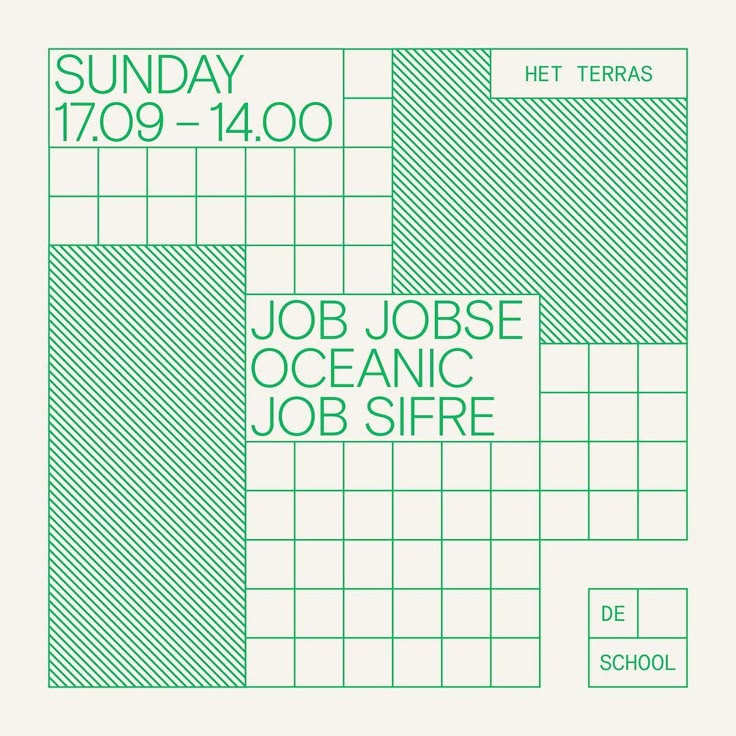 SUNDAY
17.09 – 14.00
HET TERRAS
JOB JOBSE
OCEANIC
JOB SIFRE
DE
SCHOOL